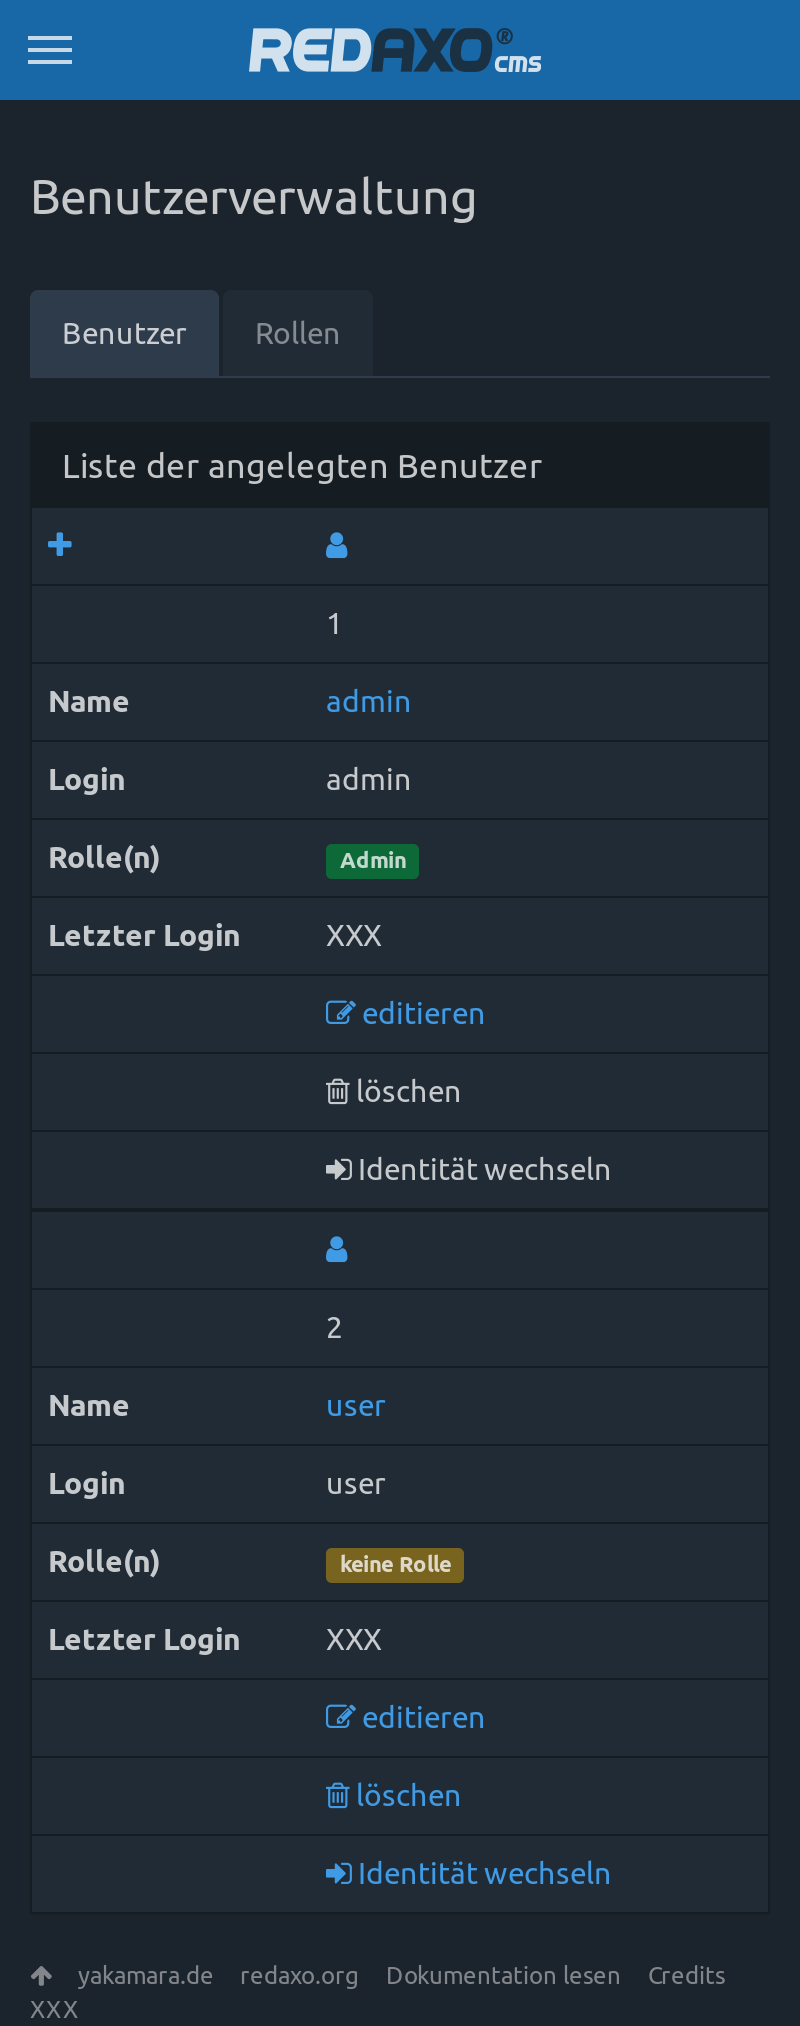 REDAXO® cms
Benutzerverwaltung
Benutzer Rollen
Liste der angelegten Benutzer
1
Name admin
Login admin
Rolle(n) Admin
Letzter Login XXX
editieren
löschen
Identität wechseln
2
Name user
Login user
Rolle(n) keine Rolle
Letzter Login XXX
editieren
löschen
Identität wechseln
yakamara.de redaxo.org Dokumentation lesen Credits
XXX